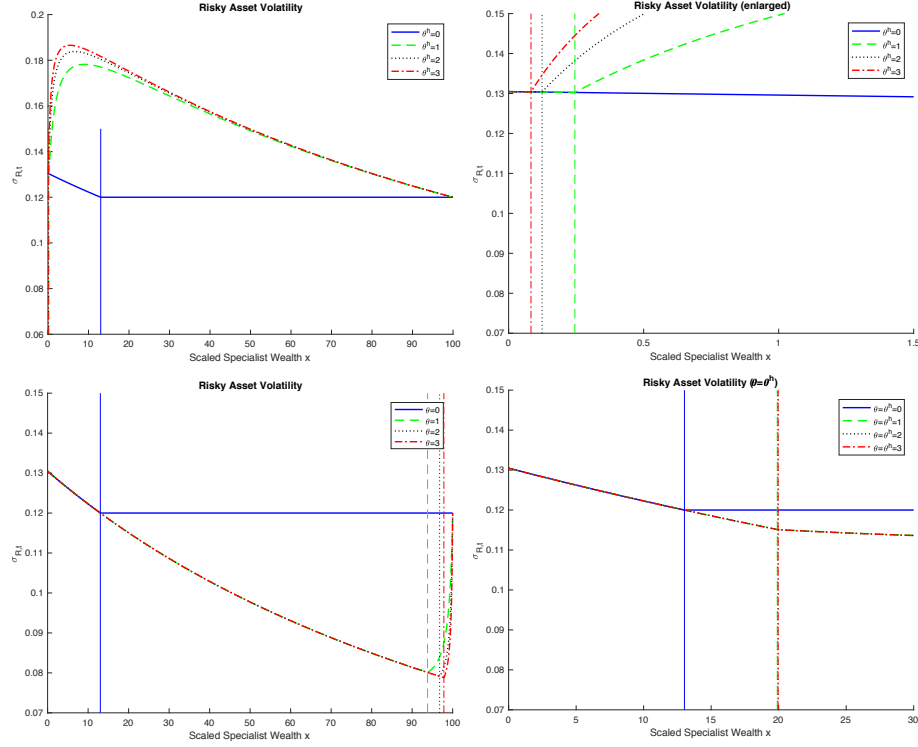 Risky Asset Volatility
θʰ=0
θʰ=1
θʰ=2
θʰ=3
0.2
0.18
0.16
0.14
0.12
0.1
0.08
0.06
σR,t
0 10 20 30 40 50 60 70 80 90 100
Scaled Specialist Wealth x
Risky Asset Volatility (enlarged)
θʰ=0
θʰ=1
θʰ=2
θʰ=3
0.15
0.14
0.13
0.12
0.11
0.1
0.09
0.08
0.07
σR,t
0 0.5 1 1.5
Scaled Specialist Wealth x
Risky Asset Volatility
θ=0
θ=1
θ=2
θ=3
0.15
0.14
0.13
0.12
0.11
0.1
0.09
0.08
0.07
σR,t
0 10 20 30 40 50 60 70 80 90 100
Scaled Specialist Wealth x
Risky Asset Volatility (θ=θʰ)
θ=θʰ=0
θ=θʰ=1
θ=θʰ=2
θ=θʰ=3
0.15
0.14
0.13
0.12
0.11
0.1
0.09
0.08
0.07
σR,t
0 5 10 15 20 25 30
Scaled Specialist Wealth x